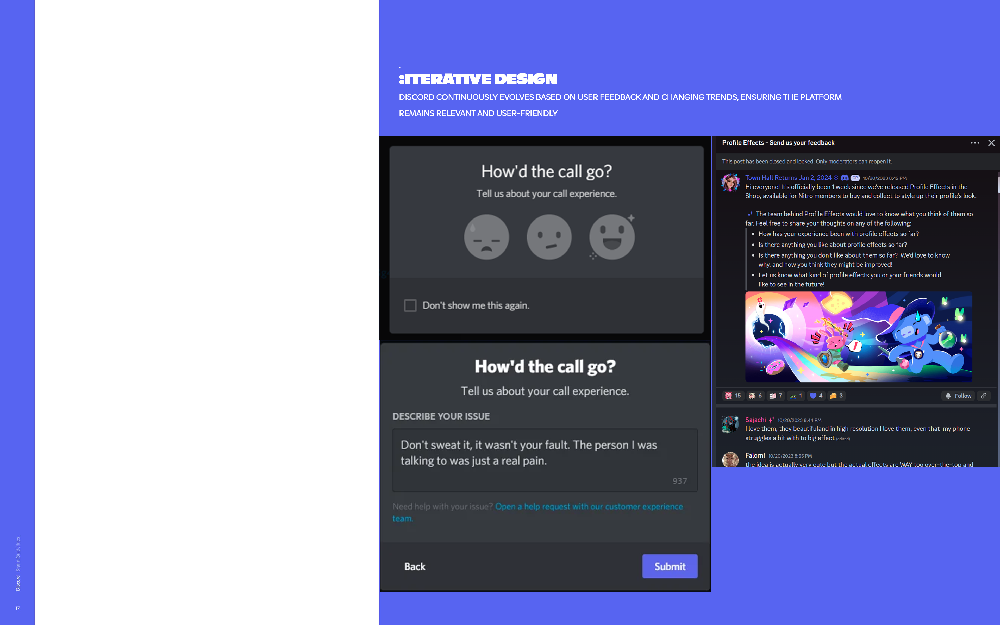 :ITERATIVE DESIGN
DISCORD CONTINUOUSLY EVOLVES BASED ON USER FEEDBACK AND CHANGING TRENDS, ENSURING THE PLATFORM
REMAINS RELEVANT AND USER-FRIENDLY
How'd the call go?
Tell us about your call experience.
Don't show me this again.
How'd the call go?
Tell us about your call experience.
DESCRIBE YOUR ISSUE
Don't sweat it, it wasn't your fault. The person I was
talking to was just a real pain.
937
Need help with your issue? Open a help request with our customer experience
team.
Back
Submit
Profile Effects - Send us your feedback
This post has been closed and locked. Only moderators can reopen it.
Town Hall Returns Jan 2, 2024 OP 10/20/2023 8:42 PM
Hi everyone! It's officially been 1 week since we've released Profile Effects in the
Shop, available for Nitro members to buy and collect to style up their profile's look.
The team behind Profile Effects would love to know what you think of them so
far. Feel free to share your thoughts on any of the following:
• How has your experience been with profile effects so far?
• Is there anything you like about profile effects so far?
• Is there anything you don't like about them so far? We'd love to know
why, and how you think they might be improved!
• Let us know what kind of profile effects you or your friends would
like to see in the future!
!
15 6 7 1 4 3 Follow
Sajachi 10/20/2023 8:44 PM
I love them, they beautifuland in high resolution I love them, even that my phone
struggles a bit with to big effect (edited)
Falorni 10/20/2023 8:55 PM
the idea is actually very cute but the actual effects are WAY too over-the-top and
Discord Brand Guidelines
17